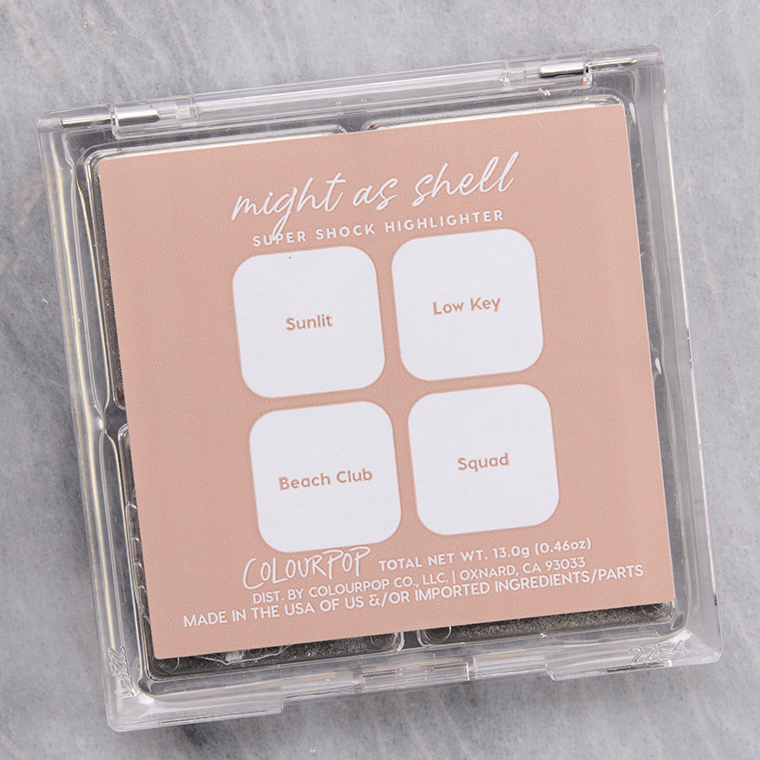 might as shell
SUPER SHOCK HIGHLIGHTER
Sunlit
Low Key
Beach Club
Squad
COLOURPOP TOTAL NET WT. 13.0g (0.46oz)
DIST. BY COLOURPOP CO., LLC. | OXNARD, CA 93033
MADE IN THE USA OF US &/OR IMPORTED INGREDIENTS/PARTS